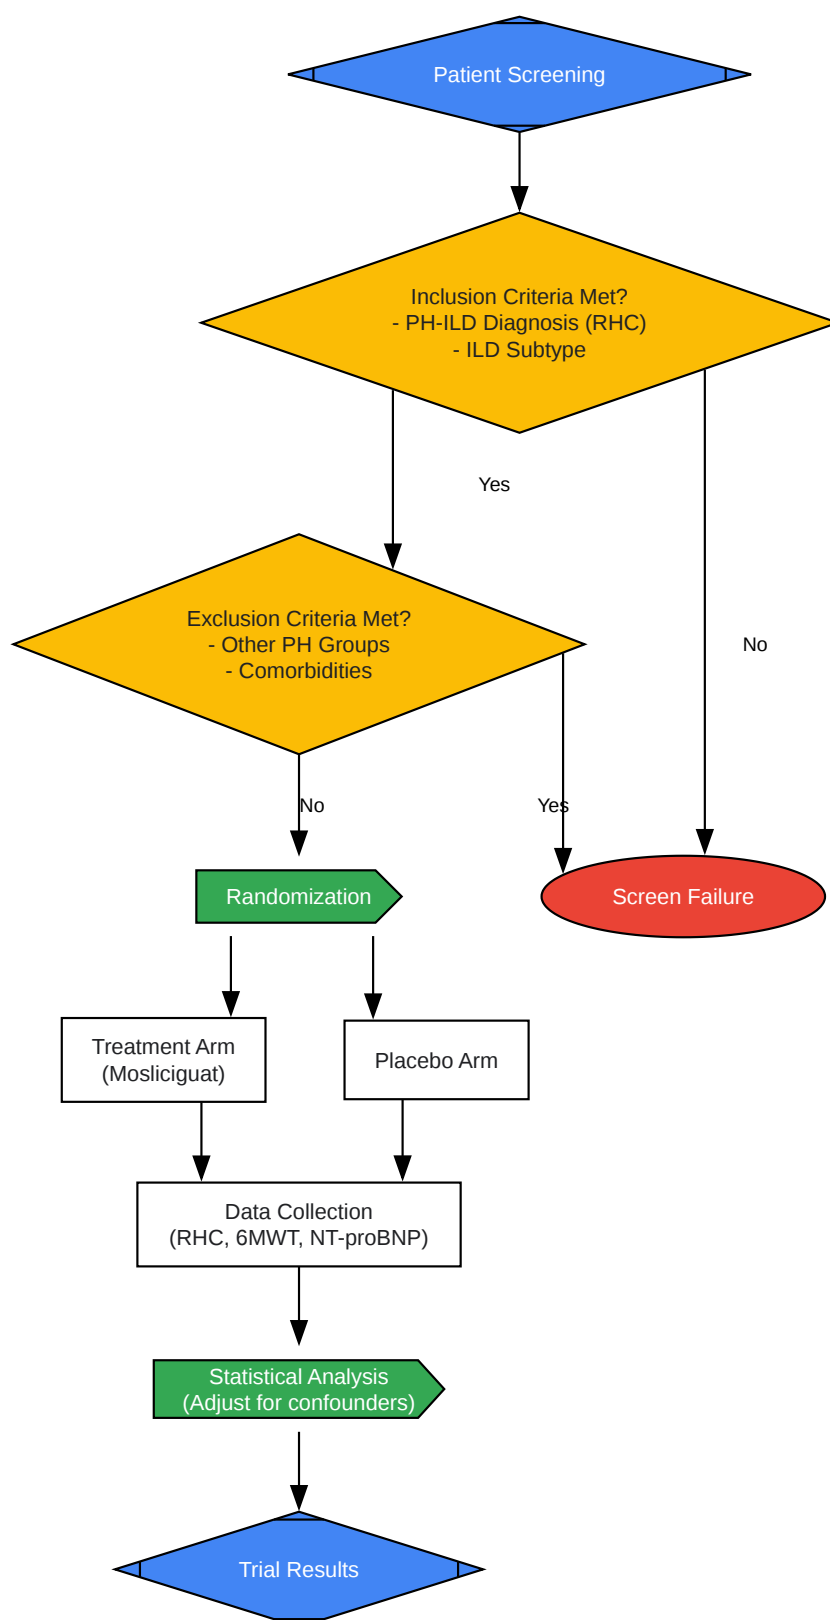 Patient Screening
Inclusion Criteria Met?
- PH-ILD Diagnosis (RHC)
- ILD Subtype
Yes
Exclusion Criteria Met?
- Other PH Groups
- Comorbidities
No
No
Yes
Randomization
Screen Failure
Treatment Arm
(Mosliciguat)
Placebo Arm
Data Collection
(RHC, 6MWT, NT-proBNP)
Statistical Analysis
(Adjust for confounders)
Trial Results